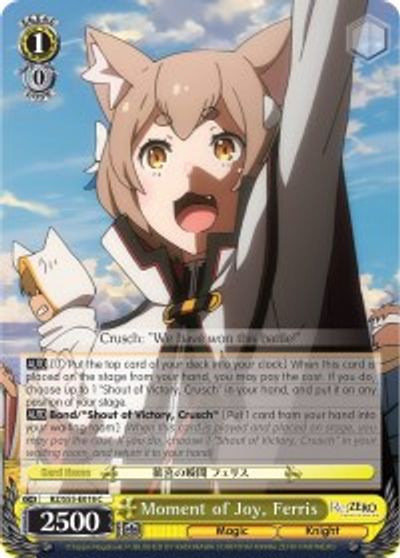 1
0
Crusch: "We have won this battle!"
AUTO [(1) Put the top card of your deck into your clock] When this card is
placed on the stage from your hand, you may pay the cost. If you do,
choose up to 1 "Shout of Victory, Crusch" in your hand, and put it on any
position of your stage.
AUTO Bond/"Shout of Victory, Crusch" [Put 1 card from your hand into
your waiting room] (When this card is played and placed on the stage, you
may pay the cost. If you do, choose 1 "Shout of Victory, Crusch" in your
waiting room, and return it to your hand)
Card Name
歓喜の瞬間 フェリス
2500
Moment of Joy, Ferris
Re:ZERO
Magic
Knight